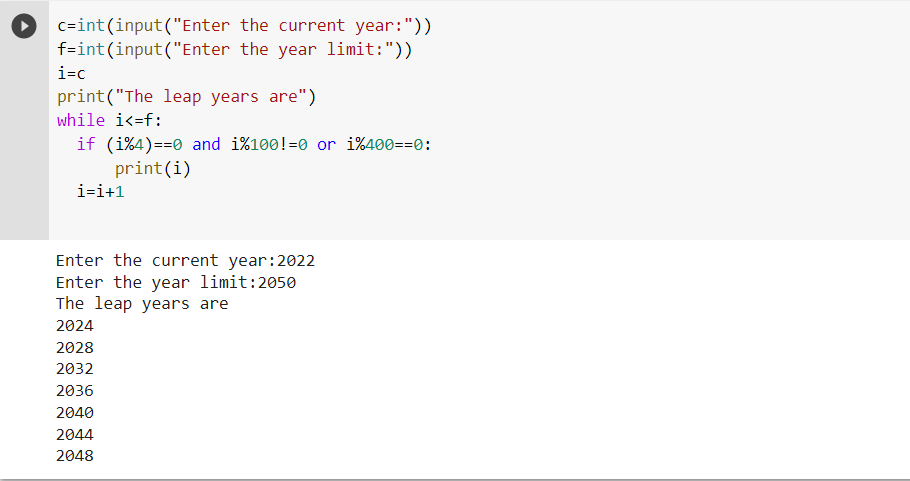 c=int(input("Enter the current year:"))
f=int(input("Enter the year limit:"))
i=c
print("The leap years are")
while i<=f:
  if (i%4)==0 and i%100!=0 or i%400==0:
      print(i)
  i=i+1
Enter the current year:2022
Enter the year limit:2050
The leap years are
2024
2028
2032
2036
2040
2044
2048